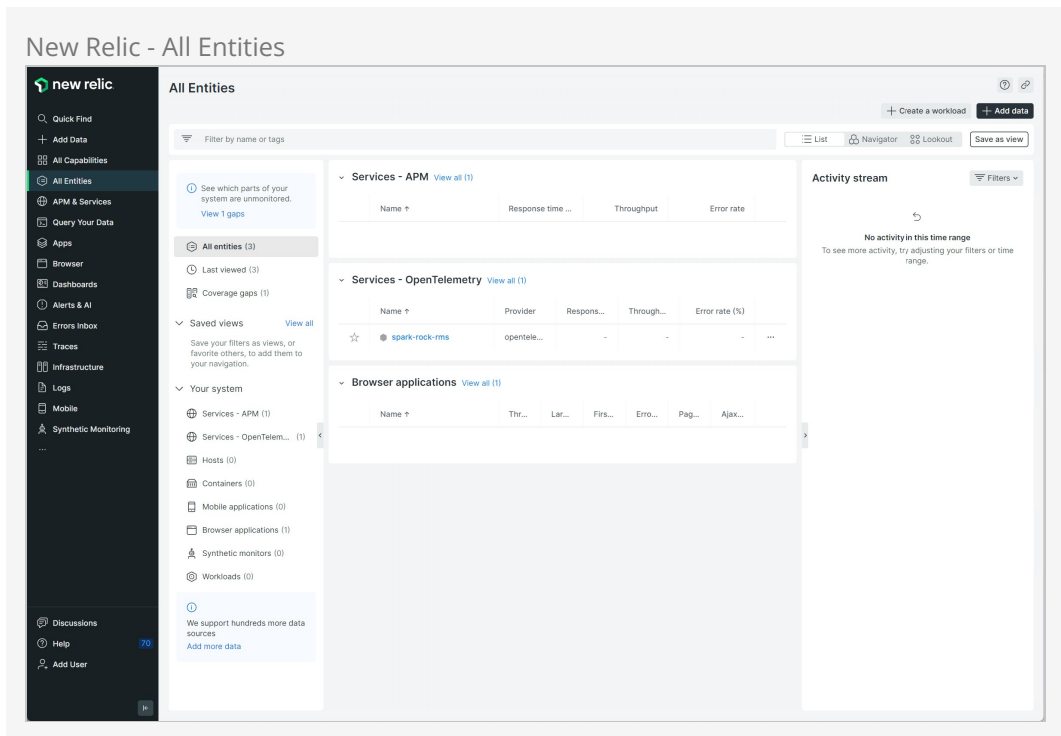 New Relic - All Entities
new relic
Quick Find
Add Data
All Capabilities
All Entities
APM & Services
Query Your Data
Apps
Browser
Dashboards
Alerts & AI
Errors Inbox
Traces
Infrastructure
Logs
Mobile
Synthetic Monitoring
...
Discussions
Help 70
Add User
All Entities
Create a workload
Add data
Filter by name or tags
List
Navigator
Lookout
Save as view
See which parts of your
system are unmonitored.
View 1 gaps
All entities (3)
Last viewed (3)
Coverage gaps (1)
Saved views View all
Save your filters as views, or
favorite others, to add them to
your navigation.
Your system
Services - APM (1)
Services - OpenTelem... (1)
Hosts (0)
Containers (0)
Mobile applications (0)
Browser applications (1)
Synthetic monitors (0)
Workloads (0)
We support hundreds more data
sources
Add more data
Services - APM View all (1)
Name ↑ Response time ... Throughput Error rate
Services - OpenTelemetry View all (1)
Name ↑ Provider Respons... Through... Error rate (%)
spark-rock-rms opentele... - - - ...
Browser applications View all (1)
Name ↑ Thr... Lar... Firs... Erro... Pag... Ajax...
Activity stream Filters
No activity in this time range
To see more activity, try adjusting your filters or time
range.